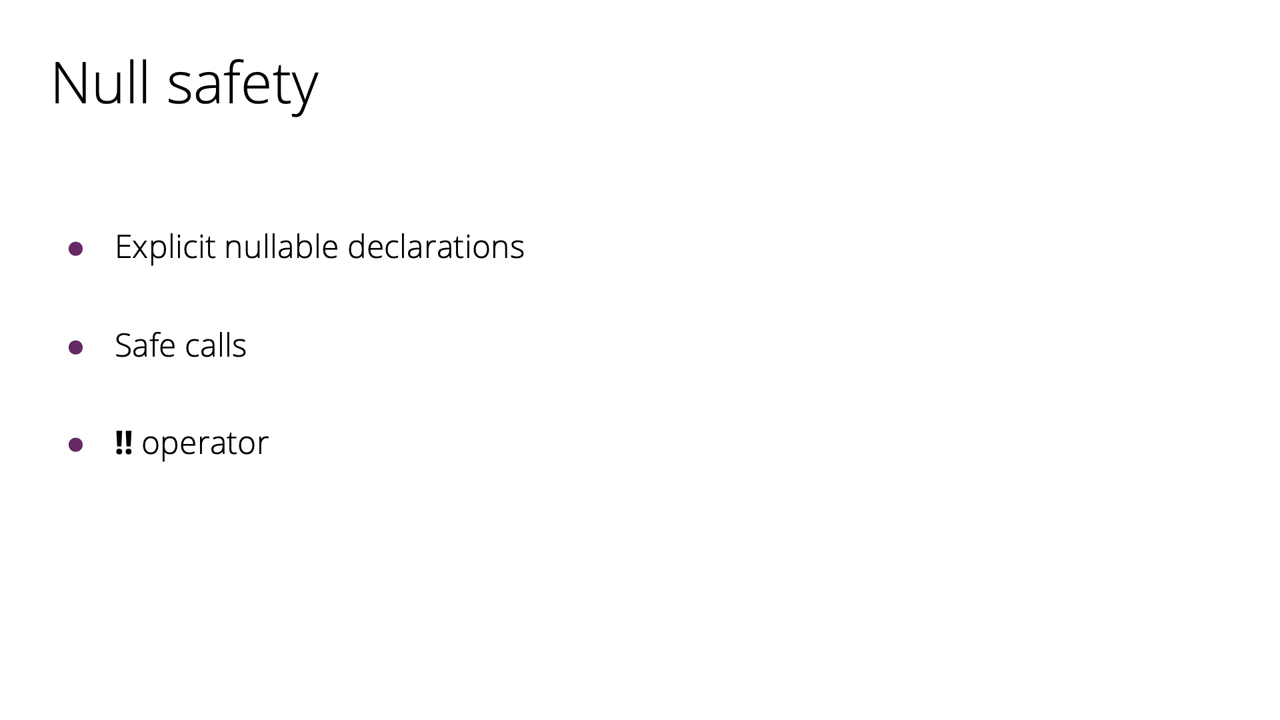 Null safety
● Explicit nullable declarations
● Safe calls
● !! operator